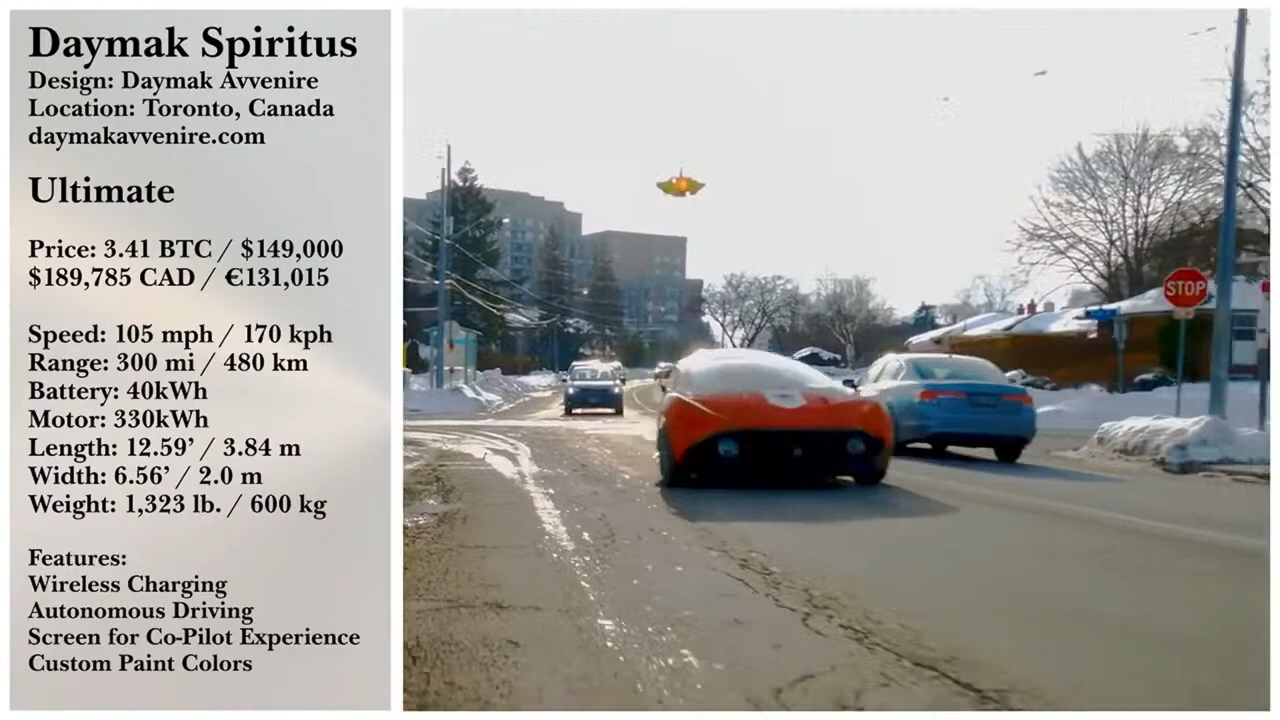 Daymak Spiritus
Design: Daymak Avvenire
Location: Toronto, Canada
daymakavvenire.com
Ultimate
Price: 3.41 BTC / $149,000
$189,785 CAD / €131,015
Speed: 105 mph / 170 kph
Range: 300 mi / 480 km
Battery: 40kWh
Motor: 330kWh
Length: 12.59’ / 3.84 m
Width: 6.56’ / 2.0 m
Weight: 1,323 lb. / 600 kg
Features:
Wireless Charging
Autonomous Driving
Screen for Co-Pilot Experience
Custom Paint Colors
STOP